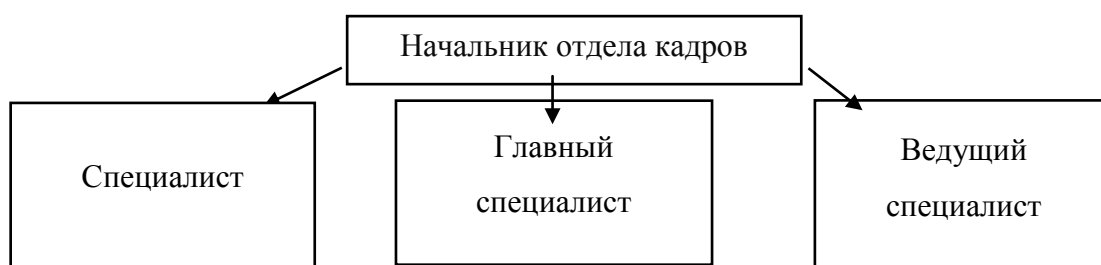 Начальник отдела кадров
Специалист
Главный
специалист
Ведущий
специалист